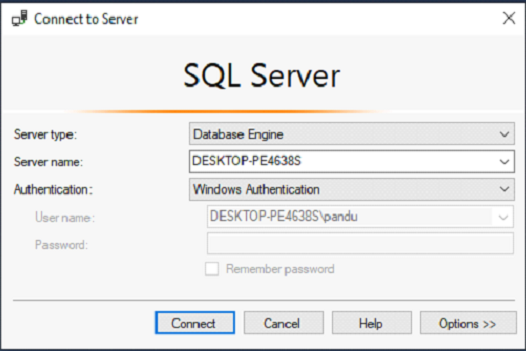 Connect to Server
SQL Server
Server type: Database Engine
Server name: DESKTOP-PE4638S
Authentication: Windows Authentication
User name: DESKTOP-PE4638S\pandu
Password:
Remember password
Connect Cancel Help Options >>